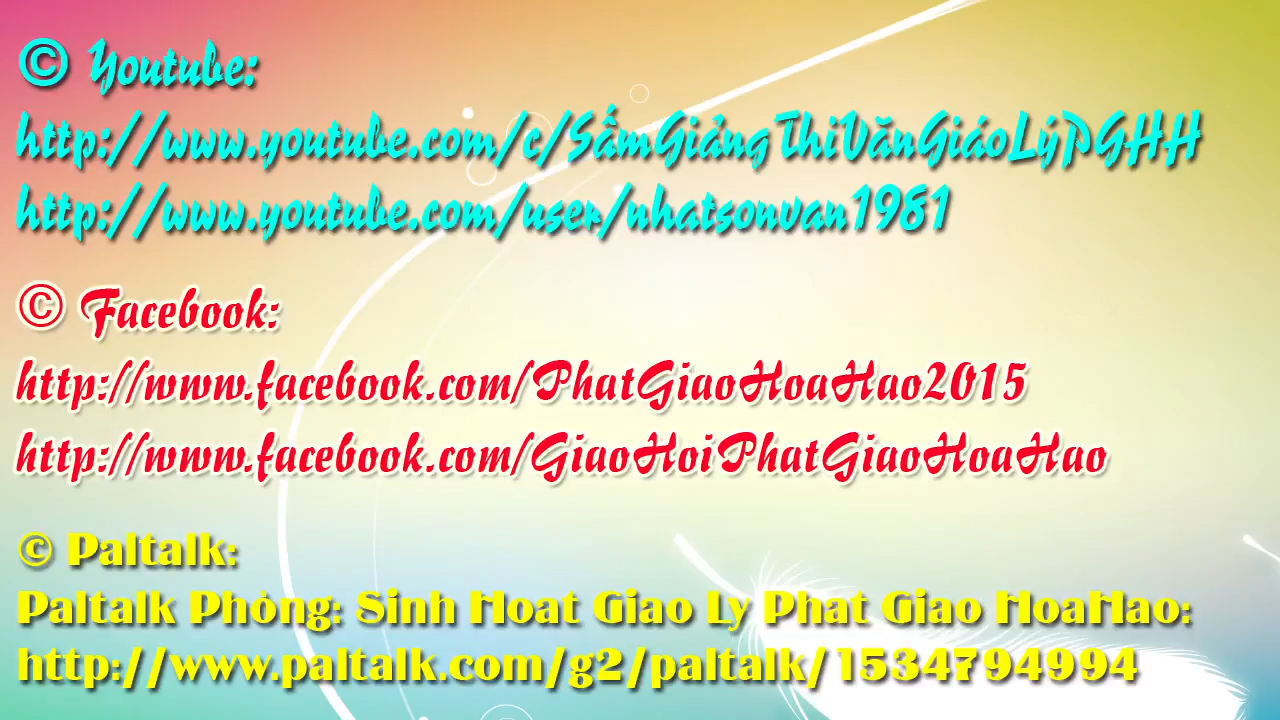 © Youtube:
http://www.youtube.com/c/SấmGiảngThiVănGiáoLýPGHH
http://www.youtube.com/user/nhatsonvan1981
© Facebook:
http://www.facebook.com/PhatGiaoHoaHao2015
http://www.facebook.com/GiaoHoiPhatGiaoHoaHao
© Paltalk:
Paltalk Phòng: Sinh Hoat Giao Ly Phat Giao HoaHao:
http://www.paltalk.com/g2/paltalk/1534794994